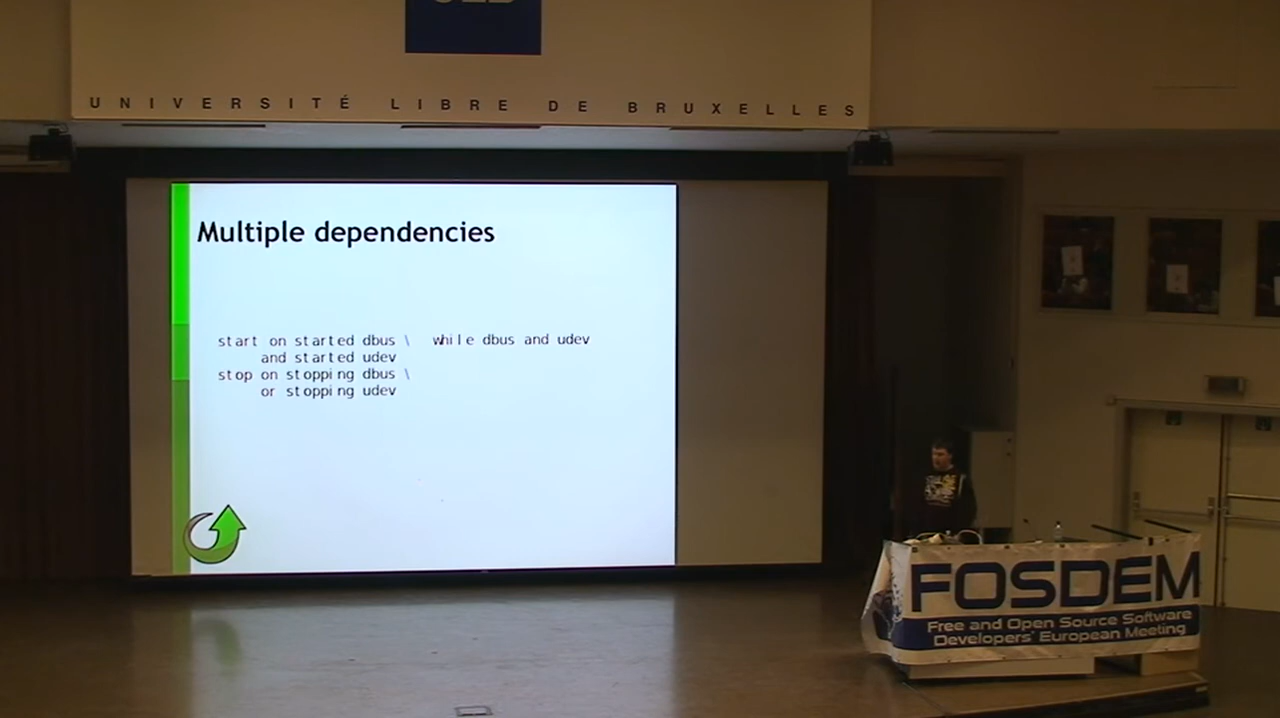 UNIVERSITÉ LIBRE DE BRUXELLES
Multiple dependencies
start on started dbus \ while dbus and udev
and started udev
stop on stopping dbus \
or stopping udev
FOSDEM
Free and Open Source Software
Developers' European Meeting